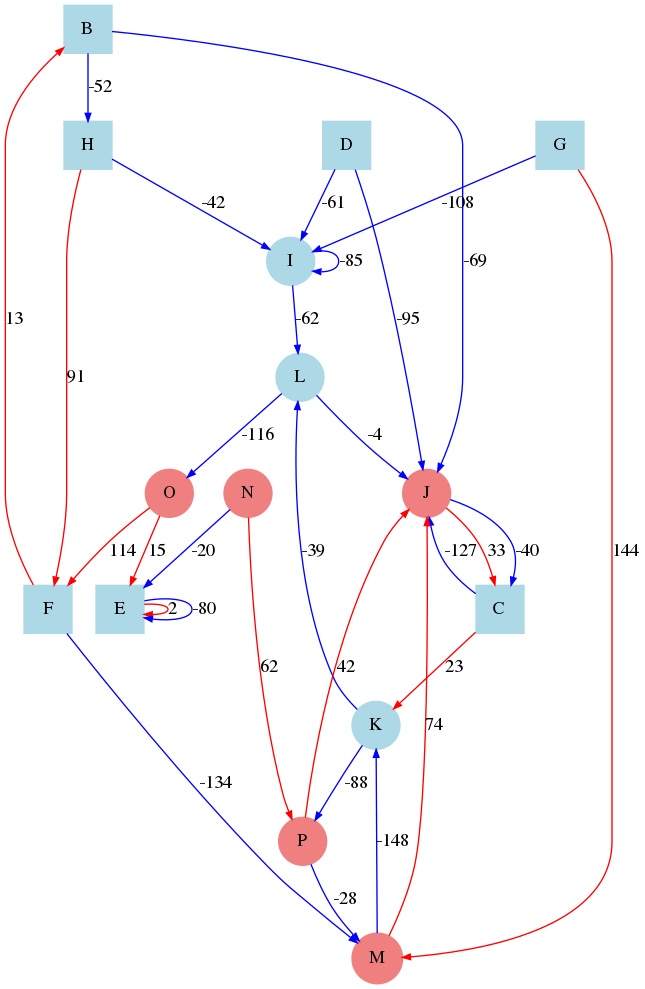 B
-52
H D G
-42 -61 -108
I -85 -69
13 91 -62 -95
L
-116 -4
O N J
114 15 -20 -127 33 -40 144
F E 2 -80 -39 C
62 42 23
K 74
-134 -88
P -148
-28
M